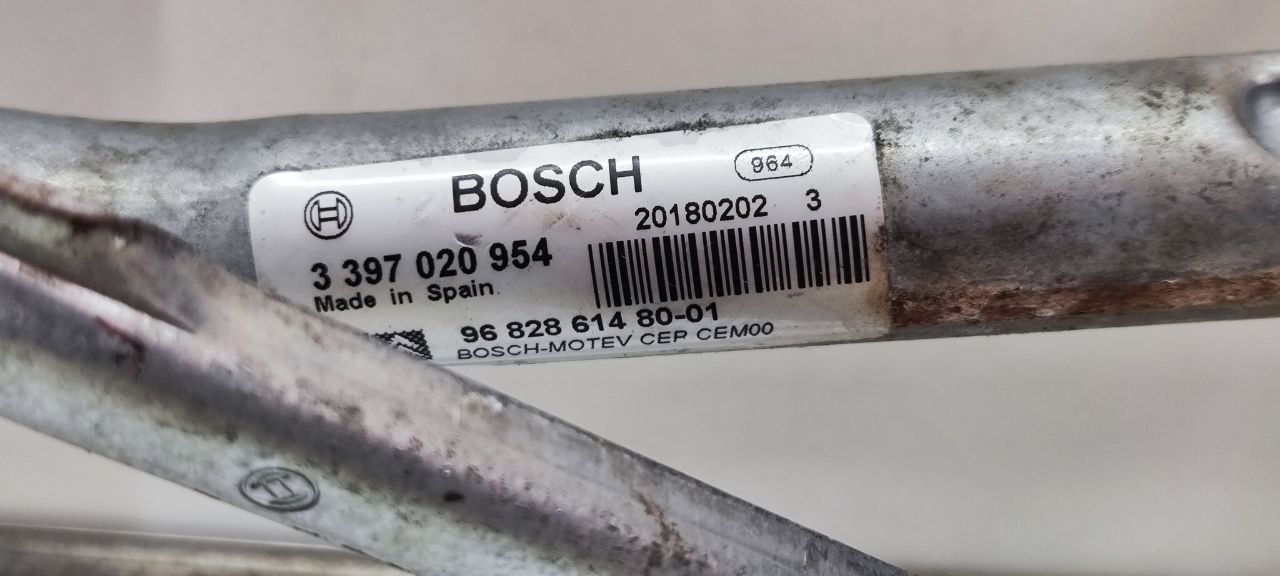 BOSCH
964
20180202 3
3 397 020 954
Made in Spain
96 828 614 80-01
BOSCH-MOTEV CEP CEM00